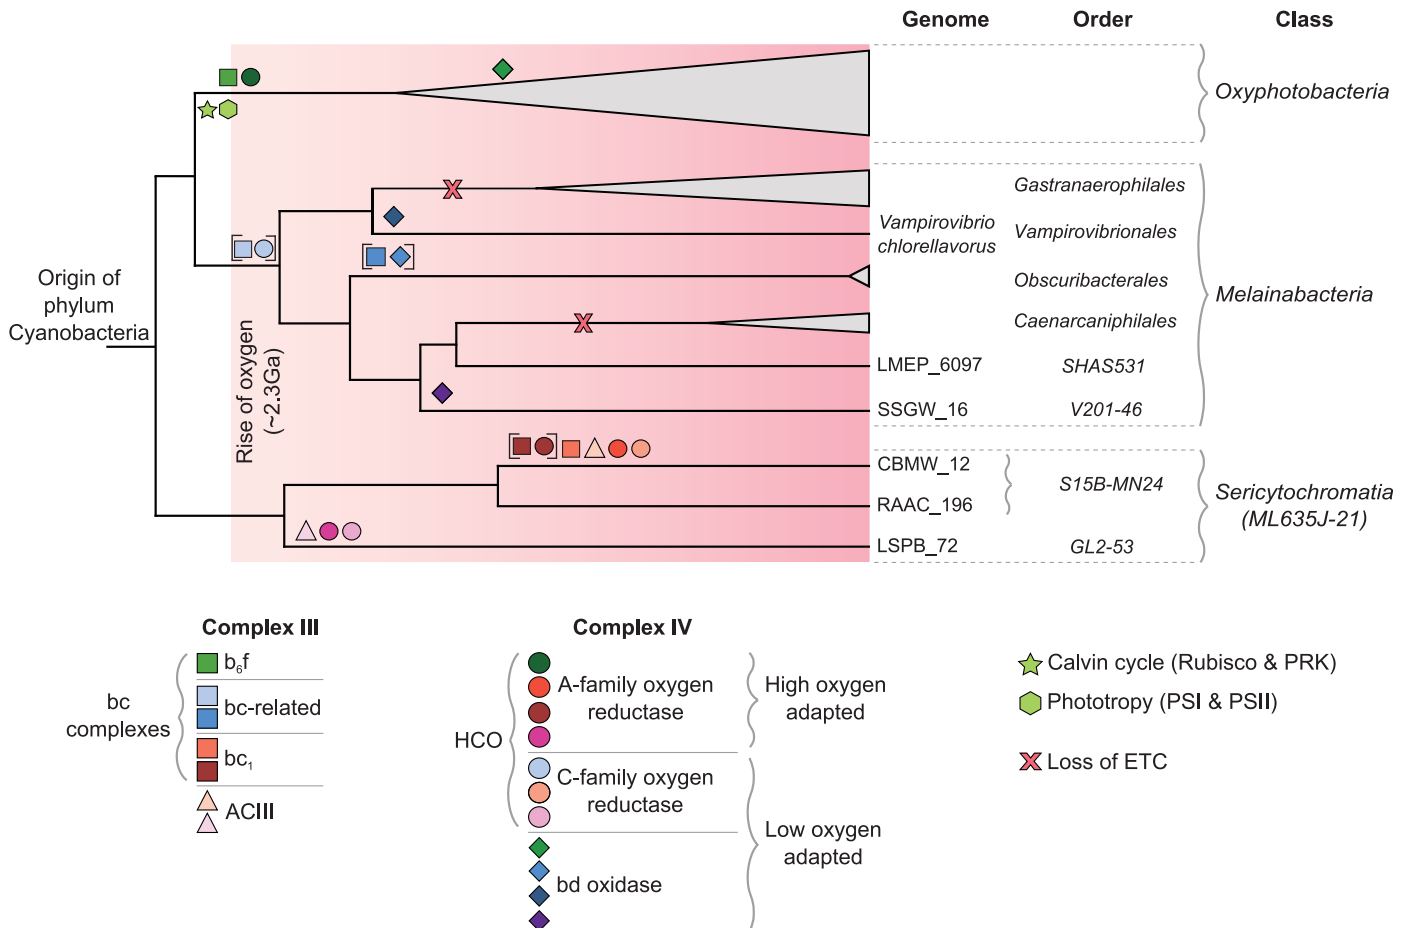 Genome Order Class
Oxyphotobacteria
Gastranaerophilales
Vampirovibrio
chlorellavorus
Vampirovibrionales
Obscuribacterales
Melainabacteria
Caenarcaniphilales
LMEP_6097 SHAS531
SSGW_16 V201-46
CBMW_12
S15B-MN24
RAAC_196
Sericytochromatia
(ML635J-21)
LSPB_72 GL2-53
Origin of
phylum
Cyanobacteria
Rise of oxygen
(~2.3Ga)
Complex III
b₆f
bc-related
bc₁
ACIII
bc
complexes
Complex IV
A-family oxygen
reductase
HCO
C-family oxygen
reductase
bd oxidase
High oxygen
adapted
Low oxygen
adapted
Calvin cycle (Rubisco & PRK)
Phototropy (PSI & PSII)
Loss of ETC